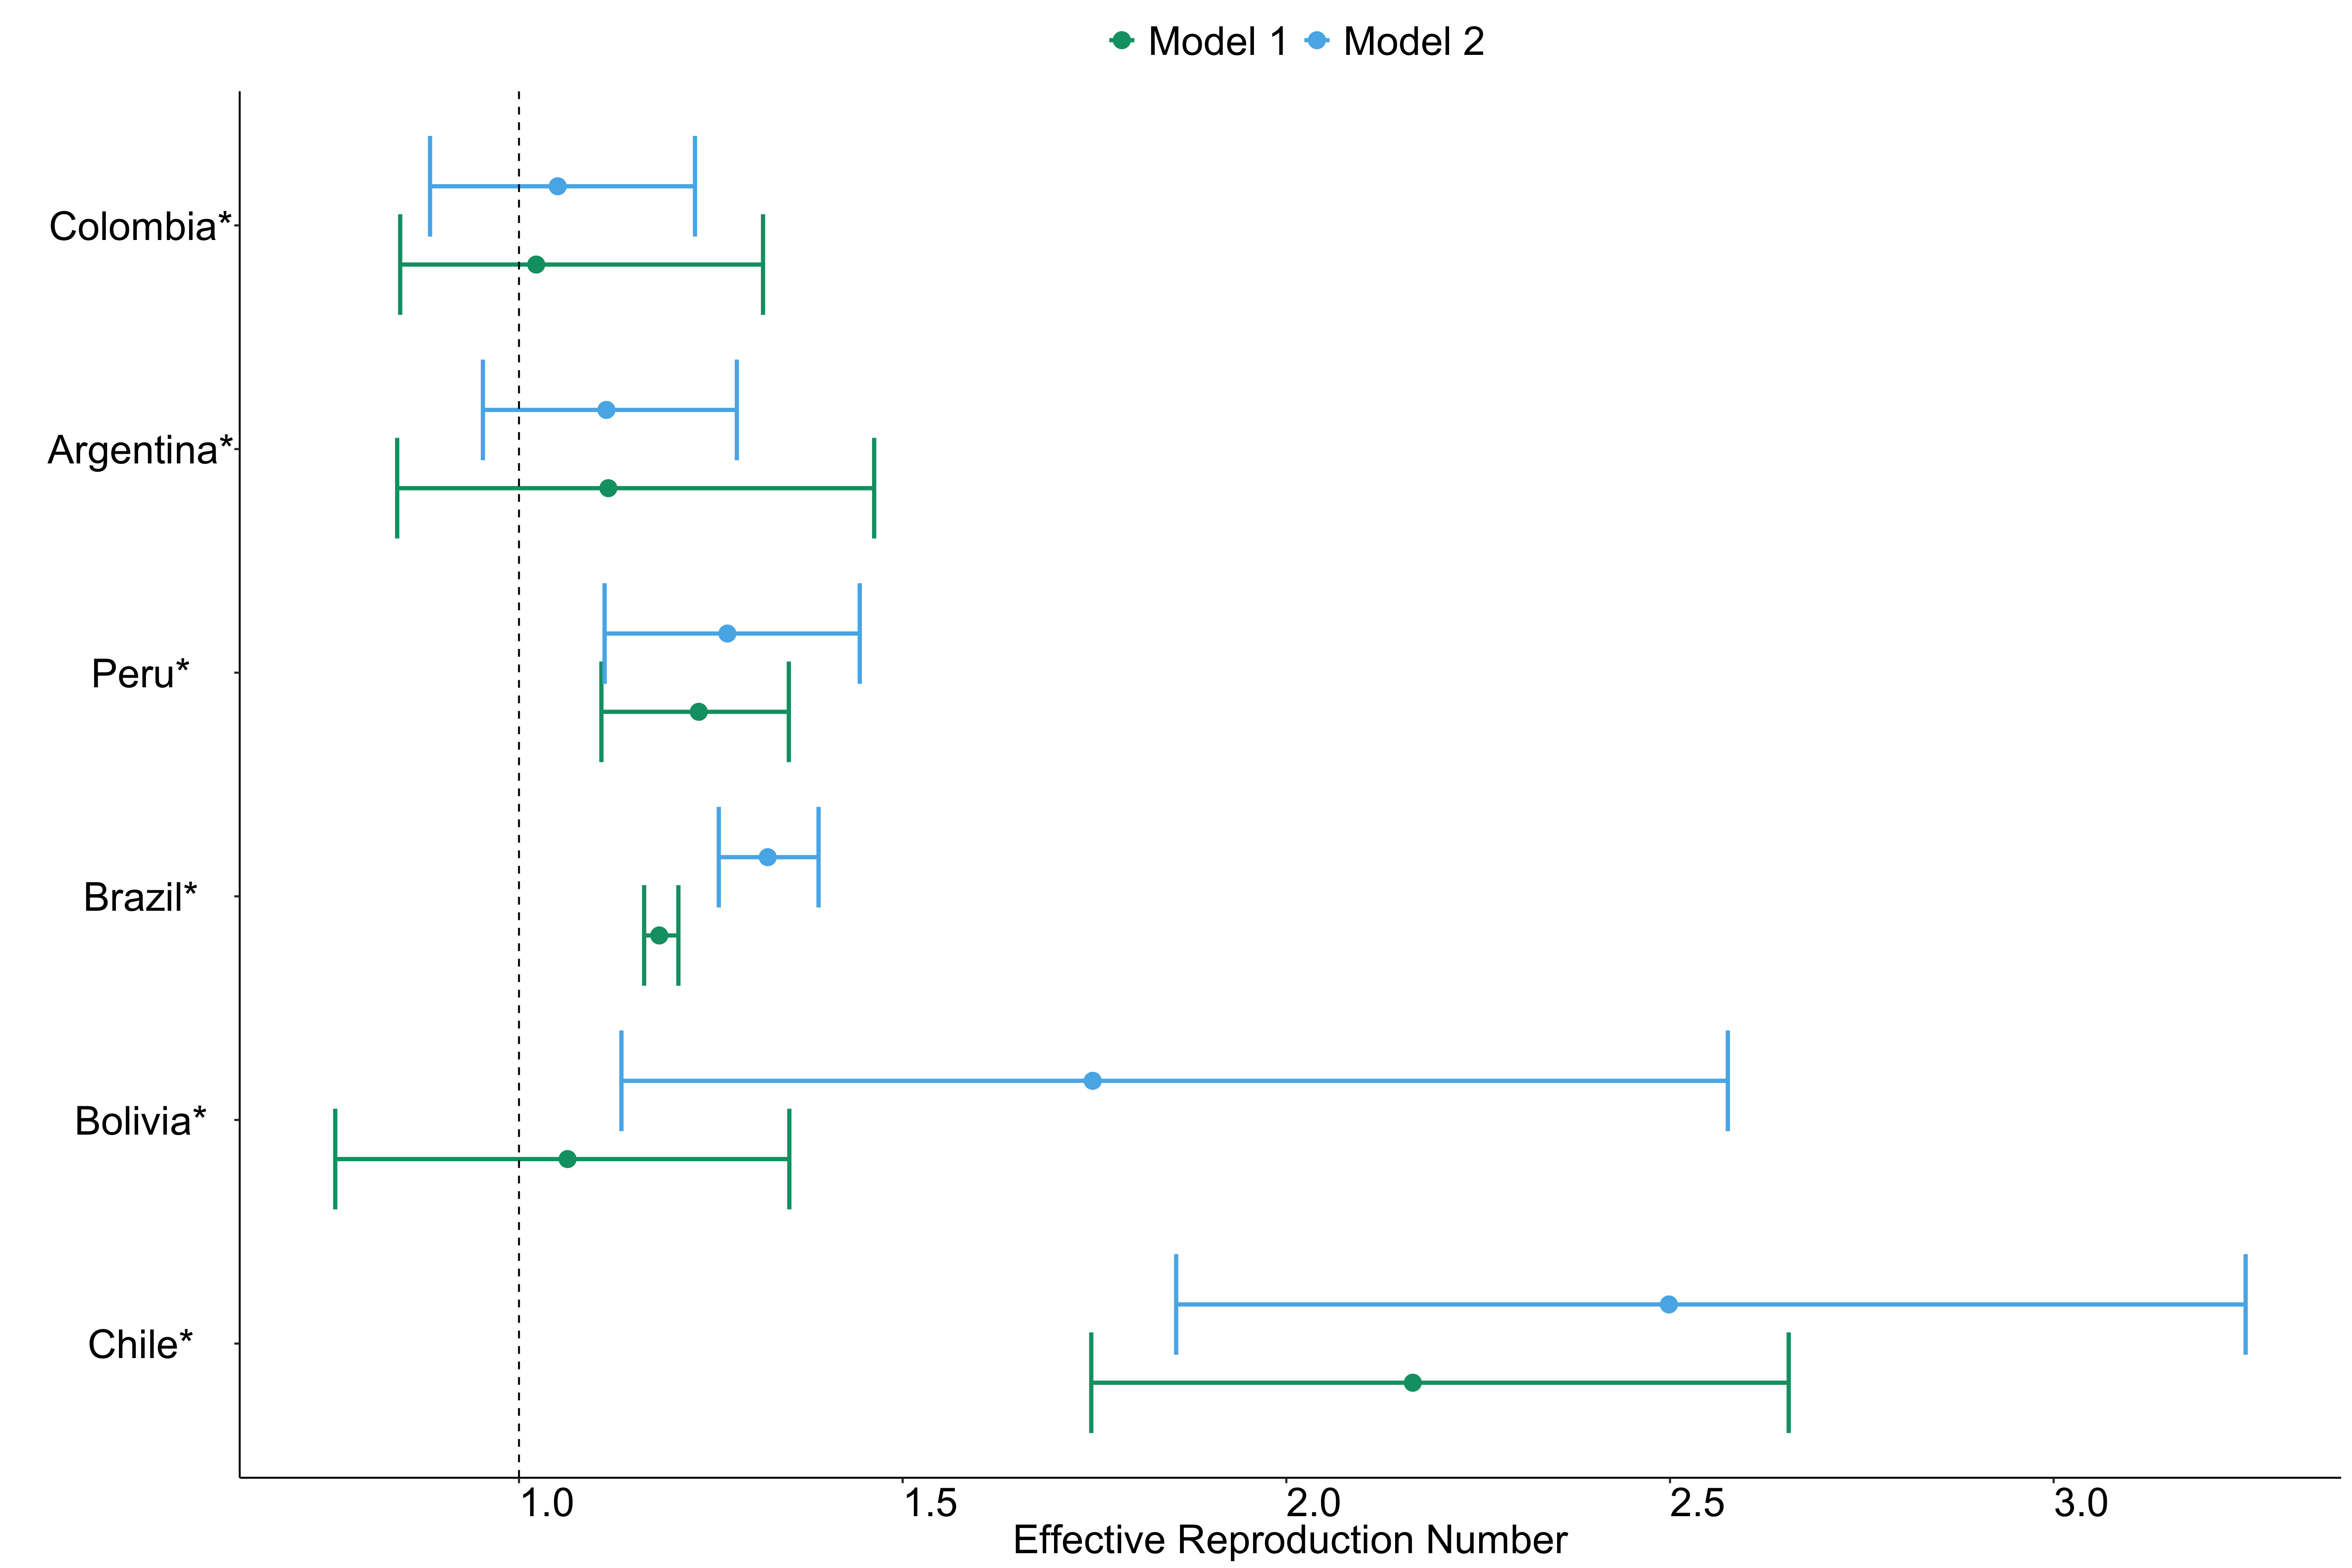 Model 1 Model 2
Colombia*
Argentina*
Peru*
Brazil*
Bolivia*
Chile*
1.0 1.5 2.0 2.5 3.0
Effective Reproduction Number